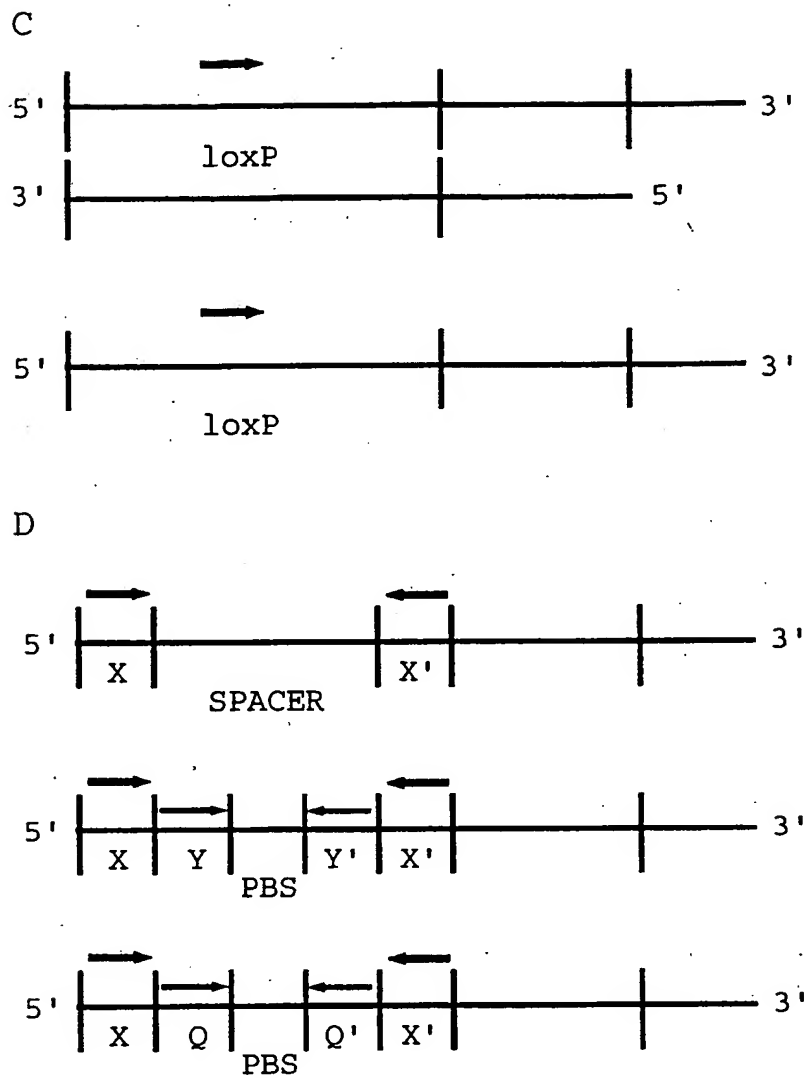 C
5' 3'
loxP
3' 5'
5' 3'
loxP
D
5' 3'
X X'
SPACER
5' 3'
X Y Y' X'
PBS
5' 3'
X Q Q' X'
PBS